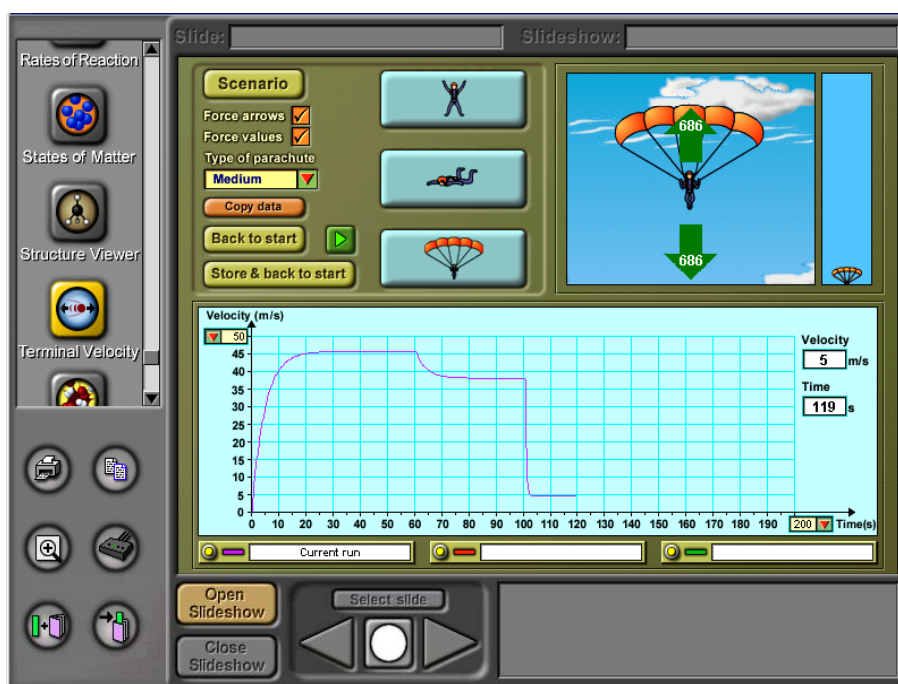 Slide:
Slideshow:
Rates of Reaction
States of Matter
Structure Viewer
Terminal Velocity
Scenario
Force arrows
Force values
Type of parachute
Medium
Copy data
Back to start
Store & back to start
686
686
Velocity (m/s)
50
45
40
35
30
25
20
15
10
5
0
0 10 20 30 40 50 60 70 80 90 100 110 120 130 140 150 160 170 180 190 200 Time(s)
Velocity
5 m/s
Time
119 s
Current run
Open
Slideshow
Close
Slideshow
Select slide